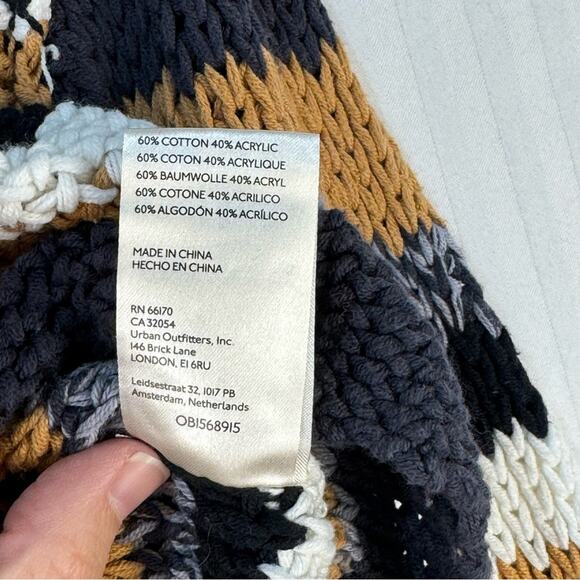 60% COTTON 40% ACRYLIC
60% COTON 40% ACRYLIQUE
60% BAUMWOLLE 40% ACRYL
60% COTONE 40% ACRILICO
60% ALGODÓN 40% ACRÍLICO
MADE IN CHINA
HECHO EN CHINA
RN 66170
CA 32054
Urban Outfitters, Inc.
146 Brick Lane
LONDON, E1 6RU
Leidsestraat 32, 1017 PB
Amsterdam, Netherlands
OB1568915